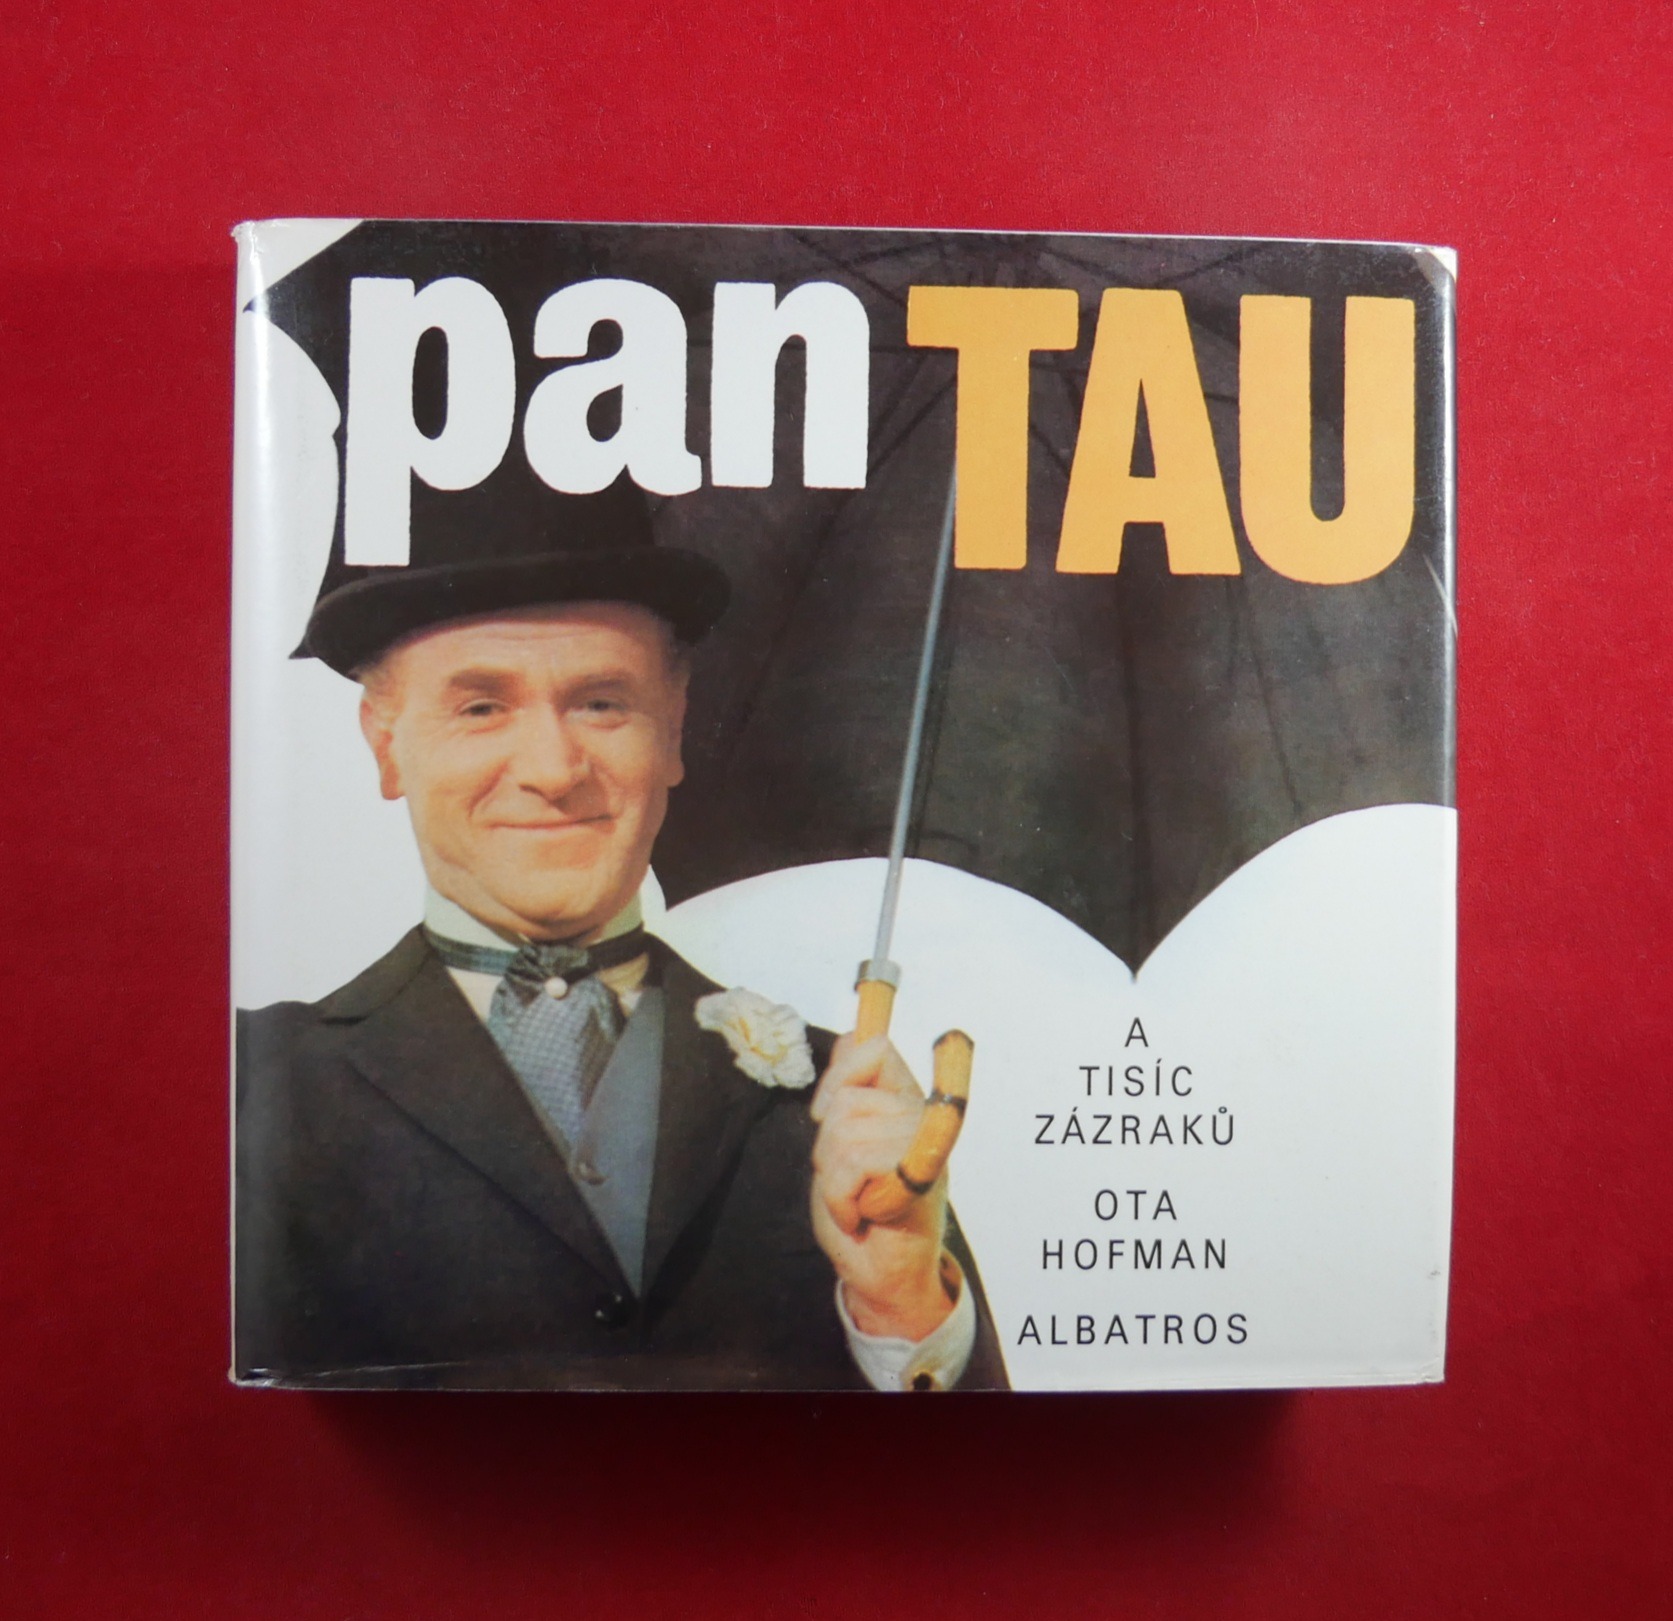 pan TAU
A
TISÍC
ZÁZRAKŮ
OTA
HOFMAN
ALBATROS